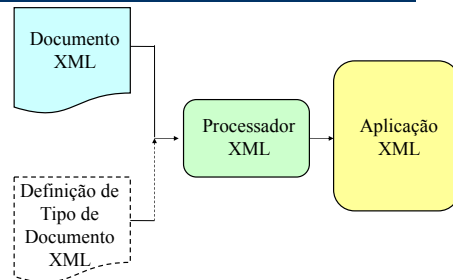 Documento
XML
Processador
XML
Aplicação
XML
Definição de
Tipo de
Documento
XML